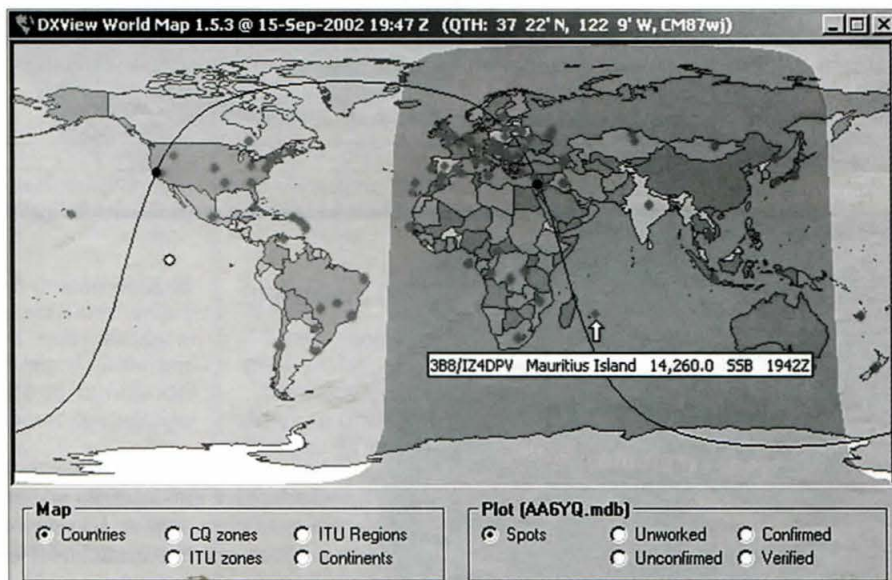 DXView World Map 1.5.3 @ 15-Sep-2002 19:47 Z (QTH: 37 22' N, 122 9' W, CM87wj)
3B8/IZ4DPV Mauritius Island 14,260.0 SSB 1942Z
Map
Countries CQ zones ITU Regions
ITU zones Continents
Plot (AA6YQ.mdb)
Spots Unworked Confirmed
Unconfirmed Verified